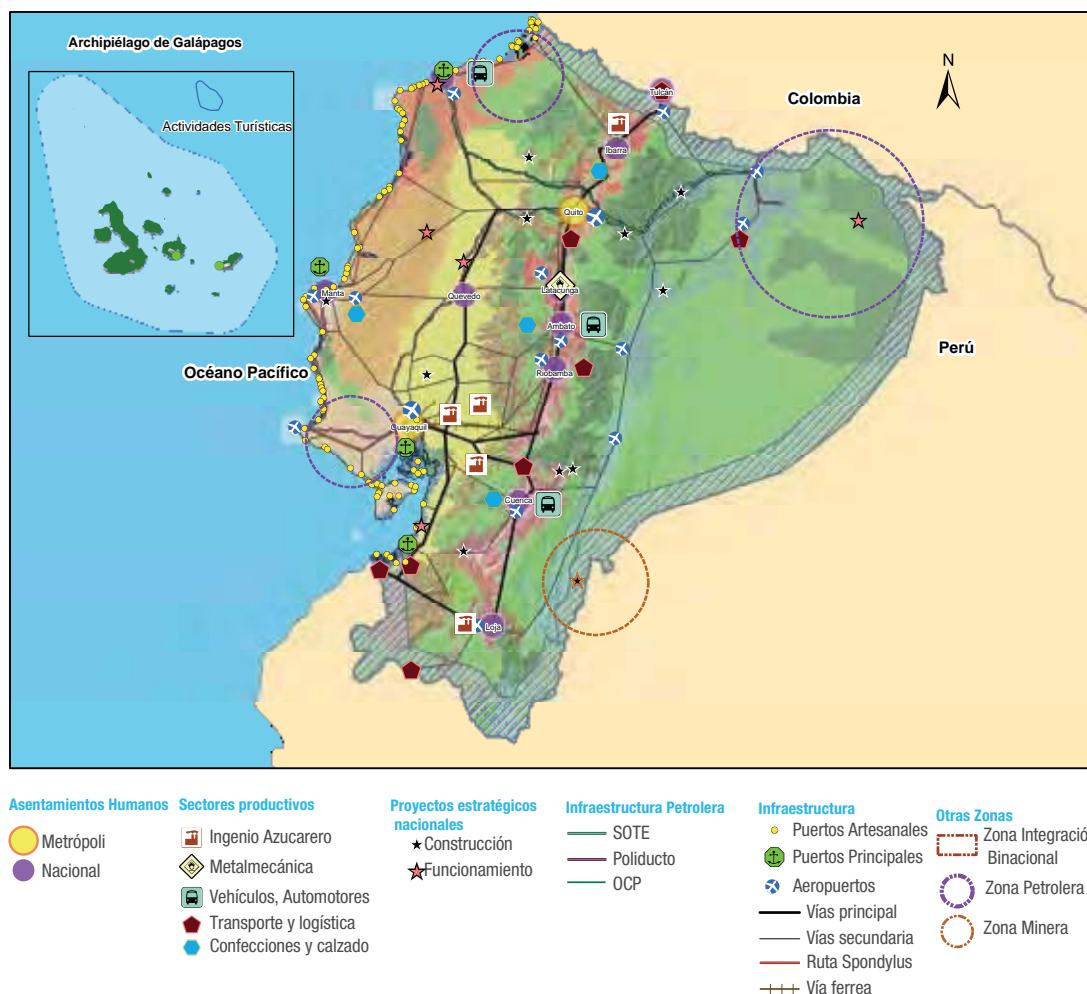 Archipiélago de Galápagos
Actividades Turísticas
N
Colombia
Tulcán
Ibarra
Quito
Manta
Quevedo
Latacunga
Ambato
Océano Pacífico
Perú
Riobamba
Guayaquil
Cuenca
Loja
Asentamientos Humanos
Metrópoli
Nacional
Sectores productivos
Ingenio Azucarero
Metalmecánica
Vehículos, Automotores
Transporte y logística
Confecciones y calzado
Proyectos estratégicos
nacionales
Construcción
Funcionamiento
Infraestructura Petrolera
SOTE
Poliducto
OCP
Infraestructura
Puertos Artesanales
Puertos Principales
Aeropuertos
Vías principal
Vías secundaria
Ruta Spondylus
Vía ferrea
Otras Zonas
Zona Integració
Binacional
Zona Petrolera
Zona Minera